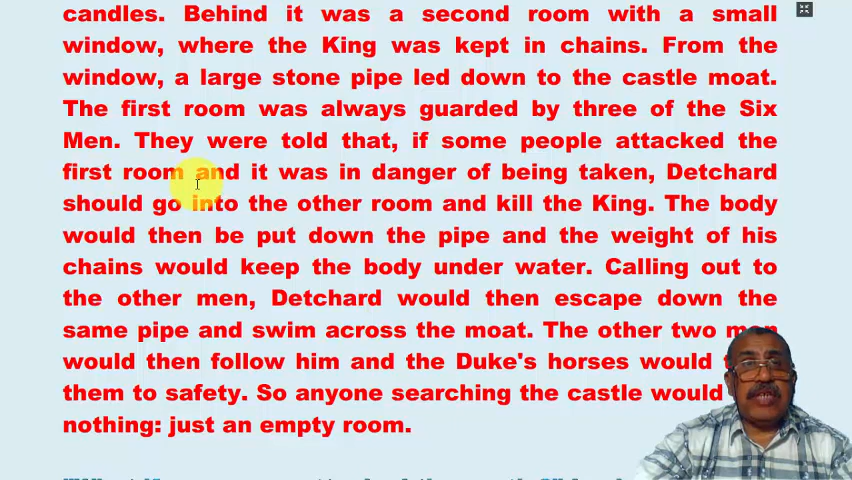 candles. Behind it was a second room with a small
window, where the King was kept in chains. From the
window, a large stone pipe led down to the castle moat.
The first room was always guarded by three of the Six
Men. They were told that, if some people attacked the
first room and it was in danger of being taken, Detchard
should go into the other room and kill the King. The body
would then be put down the pipe and the weight of his
chains would keep the body under water. Calling out to
the other men, Detchard would then escape down the
same pipe and swim across the moat. The other two men
would then follow him and the Duke's horses would
them to safety. So anyone searching the castle would
nothing: just an empty room.